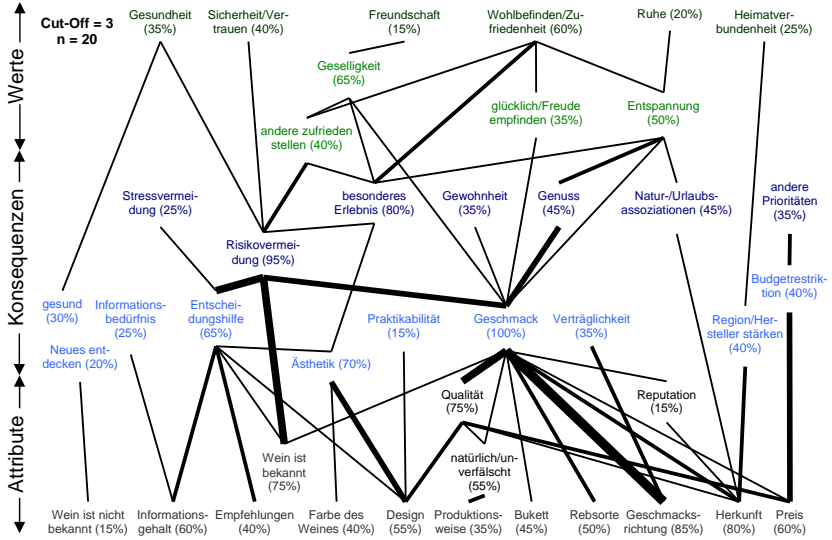 Cut-Off = 3
n = 20
Gesundheit
(35%)
Sicherheit/Ver-
trauen (40%)
Freundschaft
(15%)
Wohlbefinden/Zu-
friedenheit (60%)
Ruhe (20%)
Heimatver-
bundenheit (25%)
Werte
Geselligkeit
(65%)
glücklich/Freude
empfinden (35%)
Entspannung
(50%)
andere zufrieden
stellen (40%)
Konsequenzen
Stressvermei-
dung (25%)
besonderes
Erlebnis (80%)
Gewohnheit
(35%)
Genuss
(45%)
Natur-/Urlaubs-
assoziationen (45%)
andere
Prioritäten
(35%)
Risikovermei-
dung (95%)
Budgetrestrik-
tion (40%)
gesund
(30%)
Informations-
bedürfnis
(25%)
Entschei-
dungshilfe
(65%)
Praktikabilität
(15%)
Geschmack
(100%)
Verträglichkeit
(35%)
Region/Her-
steller stärken
(40%)
Neues ent-
decken (20%)
Ästhetik (70%)
Attribute
Qualität
(75%)
Reputation
(15%)
Wein ist
bekannt
(75%)
natürlich/un-
verfälscht
(55%)
Wein ist nicht
bekannt (15%)
Informations-
gehalt (60%)
Empfehlungen
(40%)
Farbe des
Weines (40%)
Design
(55%)
Produktions-
weise (35%)
Bukett
(45%)
Rebsorte
(50%)
Geschmacks-
richtung (85%)
Herkunft
(80%)
Preis
(60%)